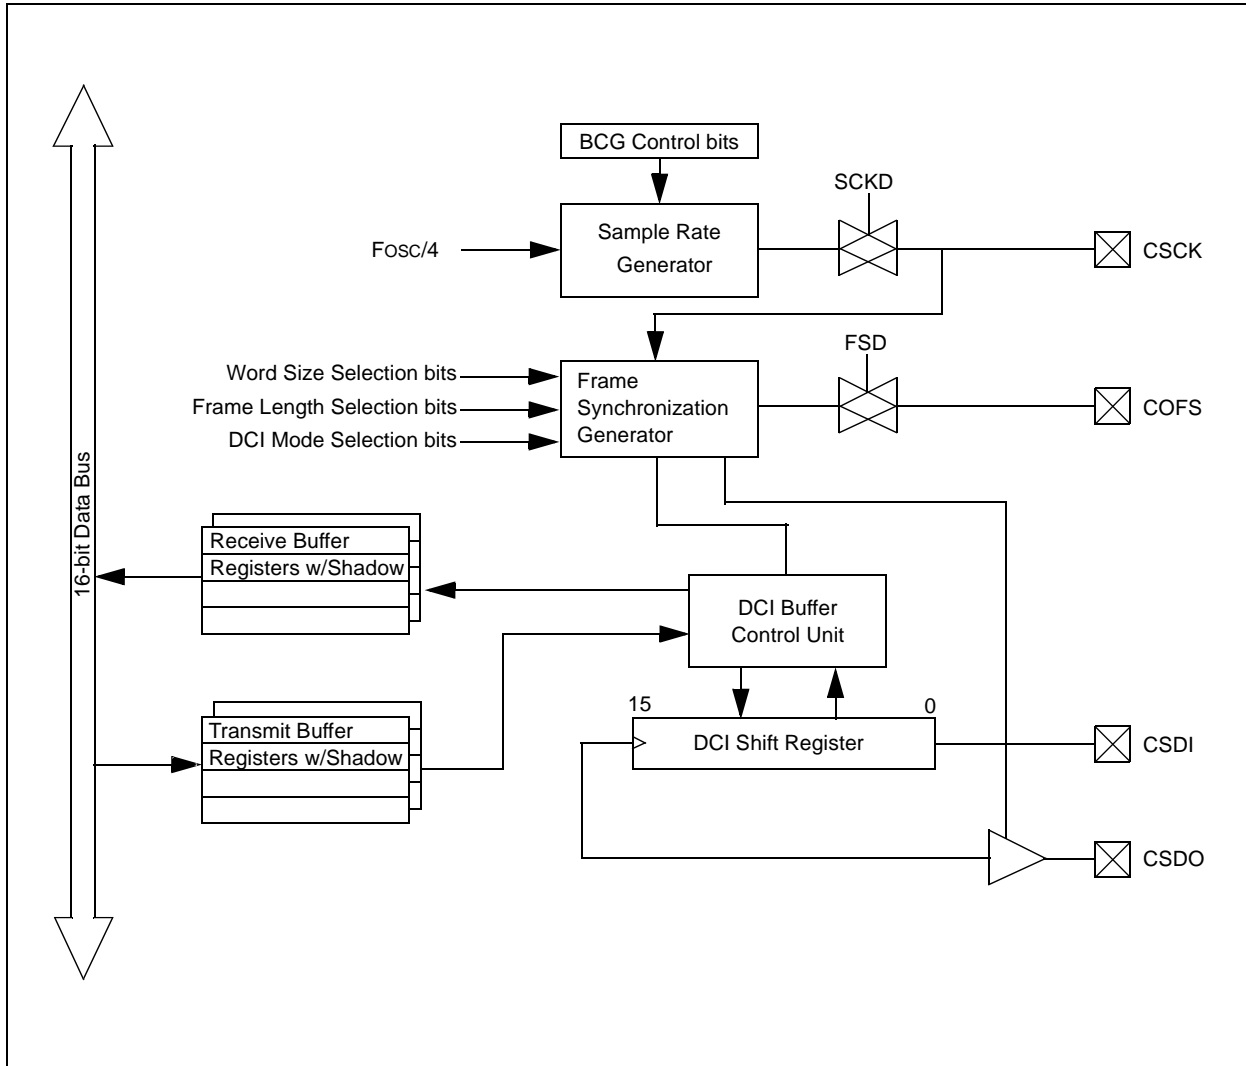 BCG Control bits
SCKD
Sample Rate
Generator
FOSC/4
CSCK
FSD
Word Size Selection bits
Frame Length Selection bits
DCI Mode Selection bits
Frame
Synchronization
Generator
COFS
16-bit Data Bus
Receive Buffer
Registers w/Shadow
DCI Buffer
Control Unit
15
0
Transmit Buffer
Registers w/Shadow
DCI Shift Register
CSDI
CSDO